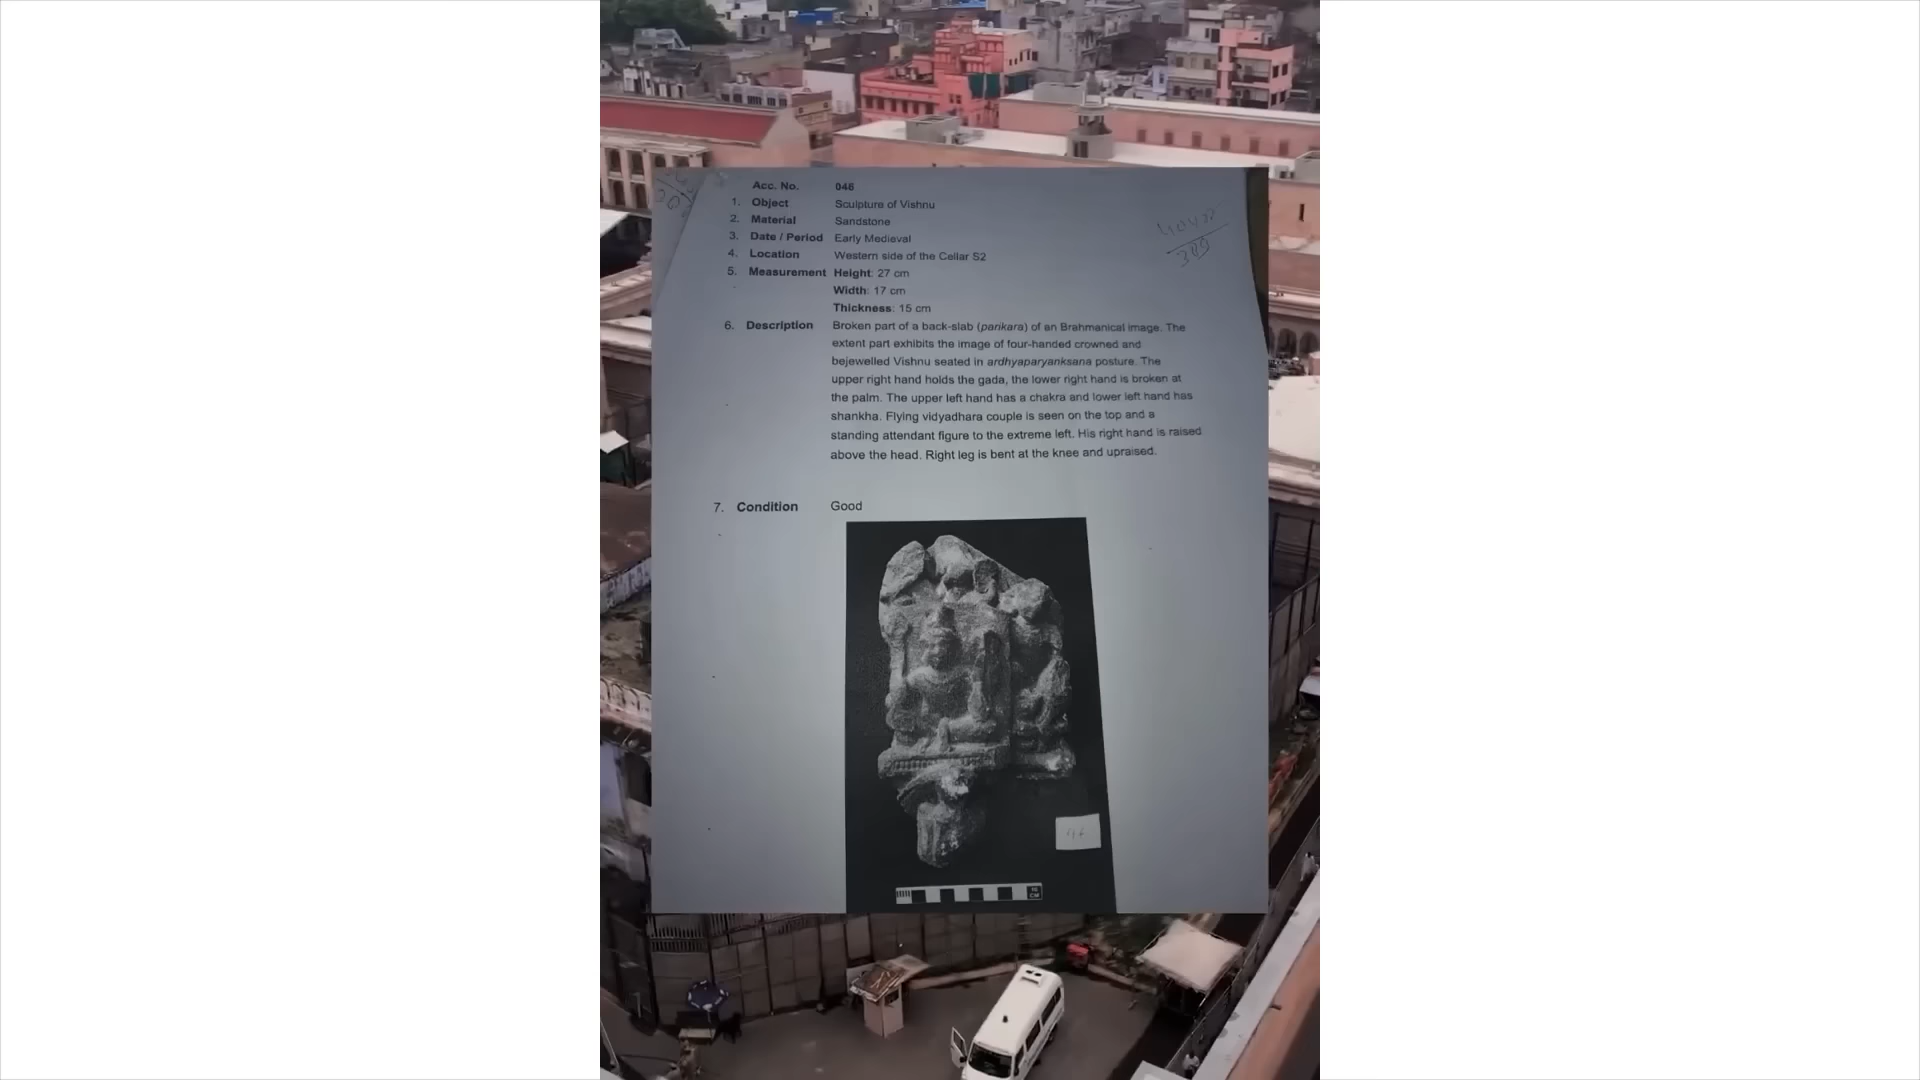 Acc. No. 046
1. Object Sculpture of Vishnu
2. Material Sandstone
3. Date / Period Early Medieval
4. Location Western side of the Cellar S2
5. Measurement Height: 27 cm
Width: 17 cm
Thickness: 15 cm
6. Description Broken part of a back-slab (parikara) of an Brahmanical image. The
extent part exhibits the image of four-handed crowned and
bejewelled Vishnu seated in ardhyaparyanksana posture. The
upper right hand holds the gada, the lower right hand is broken at
the palm. The upper left hand has a chakra and lower left hand has
shankha. Flying vidyadhara couple is seen on the top and a
standing attendant figure to the extreme left. His right hand is raised
above the head. Right leg is bent at the knee and upraised.
7. Condition Good